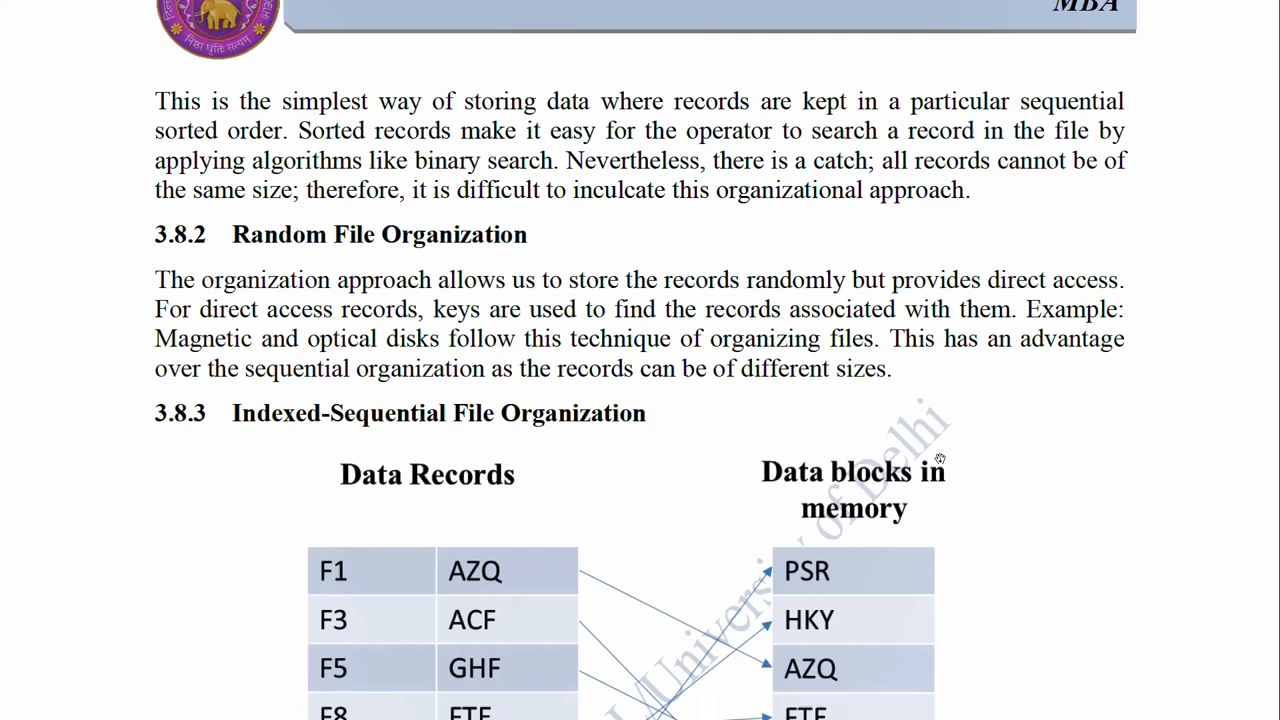 MBA
निष्ठा धृतिः सत्यम्
This is the simplest way of storing data where records are kept in a particular sequential
sorted order. Sorted records make it easy for the operator to search a record in the file by
applying algorithms like binary search. Nevertheless, there is a catch; all records cannot be of
the same size; therefore, it is difficult to inculcate this organizational approach.
3.8.2 Random File Organization
The organization approach allows us to store the records randomly but provides direct access.
For direct access records, keys are used to find the records associated with them. Example:
Magnetic and optical disks follow this technique of organizing files. This has an advantage
over the sequential organization as the records can be of different sizes.
3.8.3 Indexed-Sequential File Organization
Data Records
Data blocks in
memory
University of Delhi
F1 AZQ PSR
F3 ACF HKY
F5 GHF AZQ